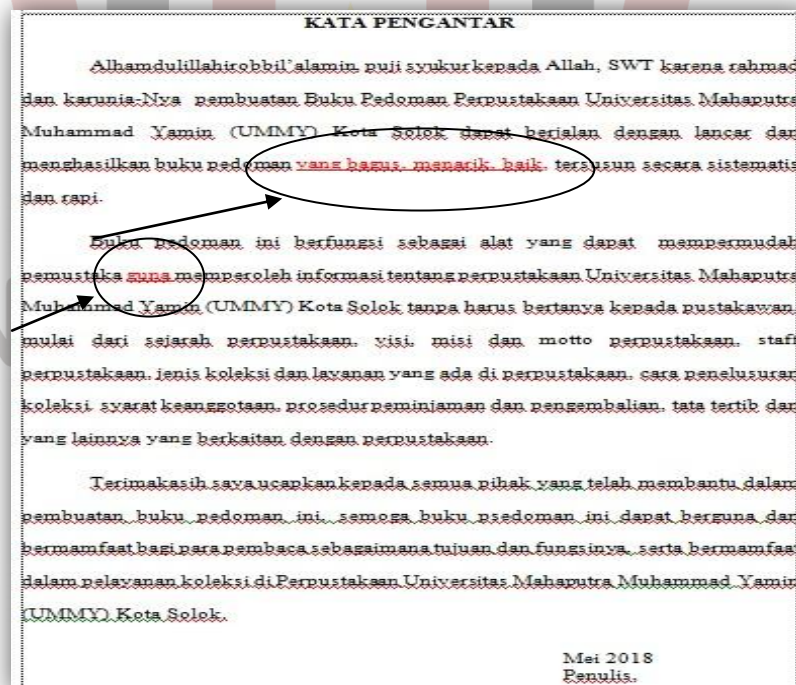 KATA PENGANTAR
Alhamdulillahirobbil'alamin, puji syukur kepada Allah, SWT karena rahmad
dan karunia-Nya pembuatan Buku Pedoman Perpustakaan Universitas Mahaputra
Muhammad Yamin (UMMY) Kota Solok dapat berjalan dengan lancar dan
menghasilkan buku pedoman yang bagus, menarik, baik, tersusun secara sistematis
dan rapi.
Buku pedoman ini berfungsi sebagai alat yang dapat mempermudah
pemustaka guna memperoleh informasi tentang perpustakaan Universitas Mahaputra
Muhammad Yamin (UMMY) Kota Solok tanpa harus bertanya kepada pustakawan,
mulai dari sejarah perpustakaan, visi, misi dan motto perpustakaan, staff
perpustakaan, jenis koleksi dan layanan yang ada di perpustakaan, cara penelusuran
koleksi, syarat keanggotaan, prosedur peminjaman dan pengembalian, tata tertib dan
yang lainnya yang berkaitan dengan perpustakaan.
Terimakasih saya ucapkan kepada semua pihak yang telah membantu dalam
pembuatan buku pedoman ini, semoga buku psedoman ini dapat berguna dan
bermamfaat bagi para pembaca sebagaimana tujuan dan fungsinya, serta bermamfaat
dalam pelayanan koleksi di Perpustakaan Universitas Mahaputra Muhammad Yamin
(UMMY) Kota Solok.
Mei 2018
Penulis,